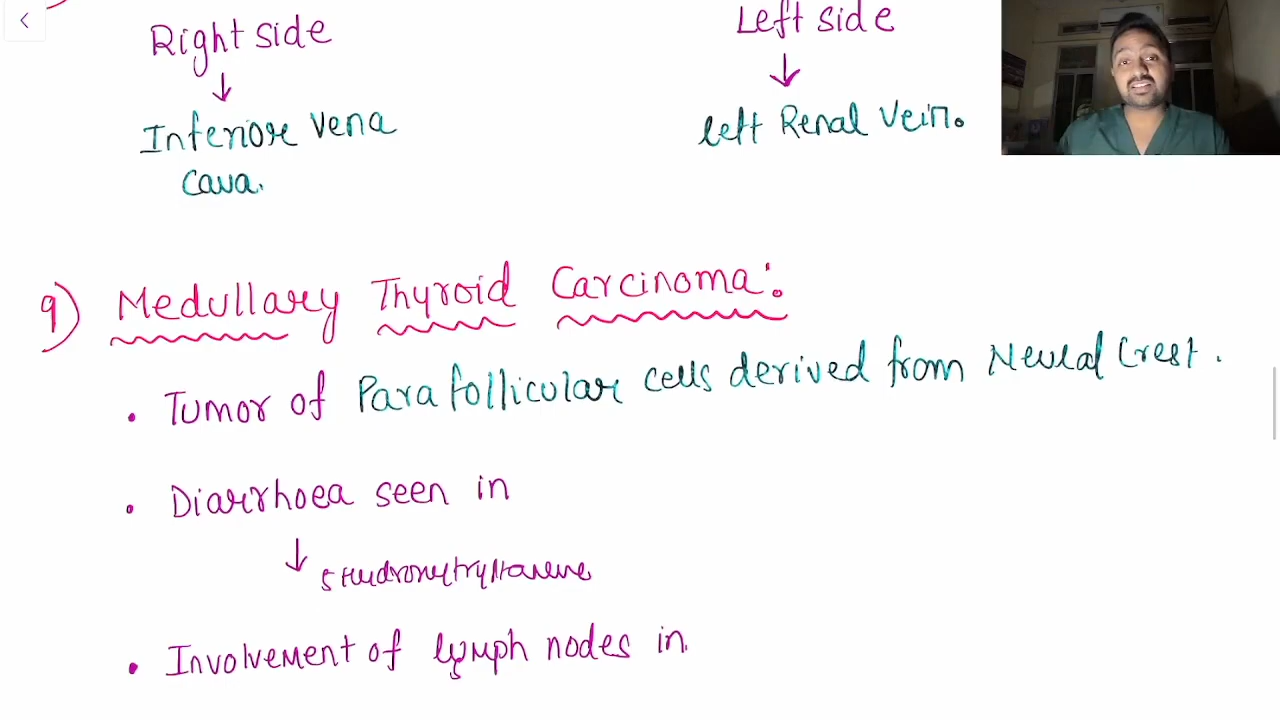 Right side
Left side
↓
↓
Inferiore Vena
left Renal Vein.
Cava.
9) Medullary Thyroid Carcinoma:
• Tumor of Parafollicular cells derived from Neural Crest.
• Diarrhoea seen in
↓
• Involvement of lymph nodes in